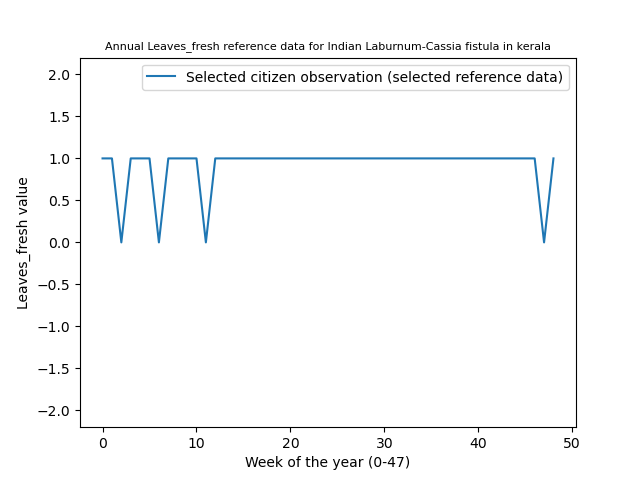 Annual Leaves_fresh reference data for Indian Laburnum-Cassia fistula in kerala
Selected citizen observation (selected reference data)
2.0
1.5
1.0
0.5
0.0
−0.5
−1.0
−1.5
−2.0
Leaves_fresh value
0 10 20 30 40 50
Week of the year (0-47)